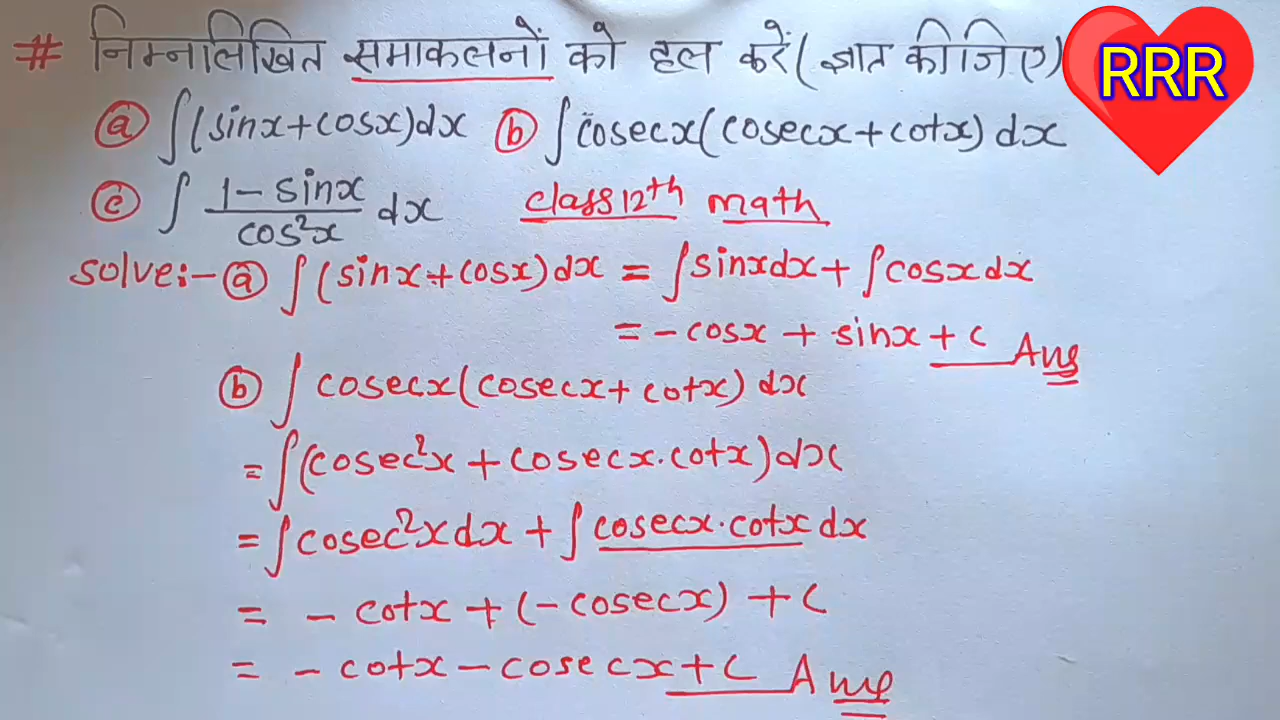 # निम्नलिखित समाकलनों को हल करें (ज्ञात कीजिए)
RRR
ⓐ ∫(sinx+cosx)dx ⓑ ∫cosecx(cosecx+cotx) dx
ⓒ ∫ (1-sinx)/(cos²x) dx class 12th math
Solve:- ⓐ ∫(sinx+cosx)dx = ∫sinxdx + ∫cosxdx
= -cosx + sinx + c Ans
ⓑ ∫ cosecx(cosecx+cotx) dx
= ∫(cosec²x + cosecx.cotx)dx
= ∫cosec²x dx + ∫cosecx.cotx dx
= - cotx + (-cosecx) + c
= - cotx - cosecx + c Ans